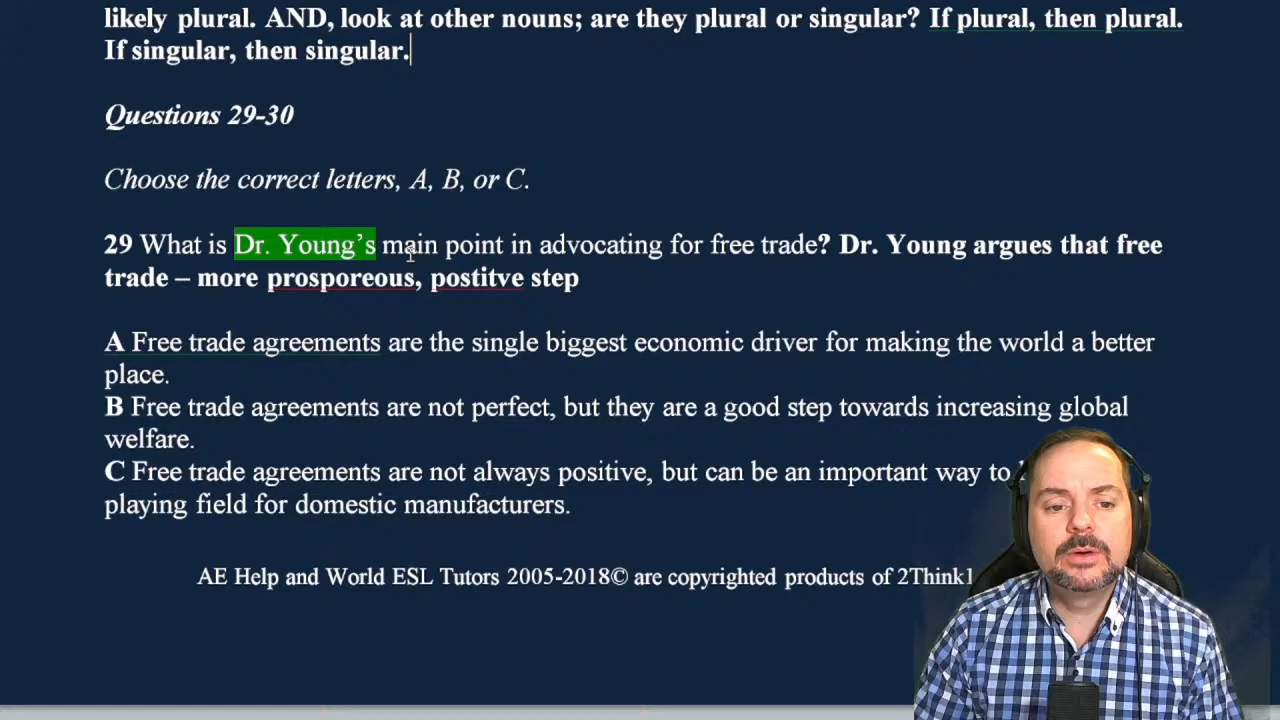 likely plural. AND, look at other nouns; are they plural or singular? If plural, then plural.
If singular, then singular.
Questions 29-30
Choose the correct letters, A, B, or C.
29 What is Dr. Young’s main point in advocating for free trade? Dr. Young argues that free
trade – more prosporeous, postitve step
A Free trade agreements are the single biggest economic driver for making the world a better
place.
B Free trade agreements are not perfect, but they are a good step towards increasing global
welfare.
C Free trade agreements are not always positive, but can be an important way to
playing field for domestic manufacturers.
AE Help and World ESL Tutors 2005-2018© are copyrighted products of 2Think1